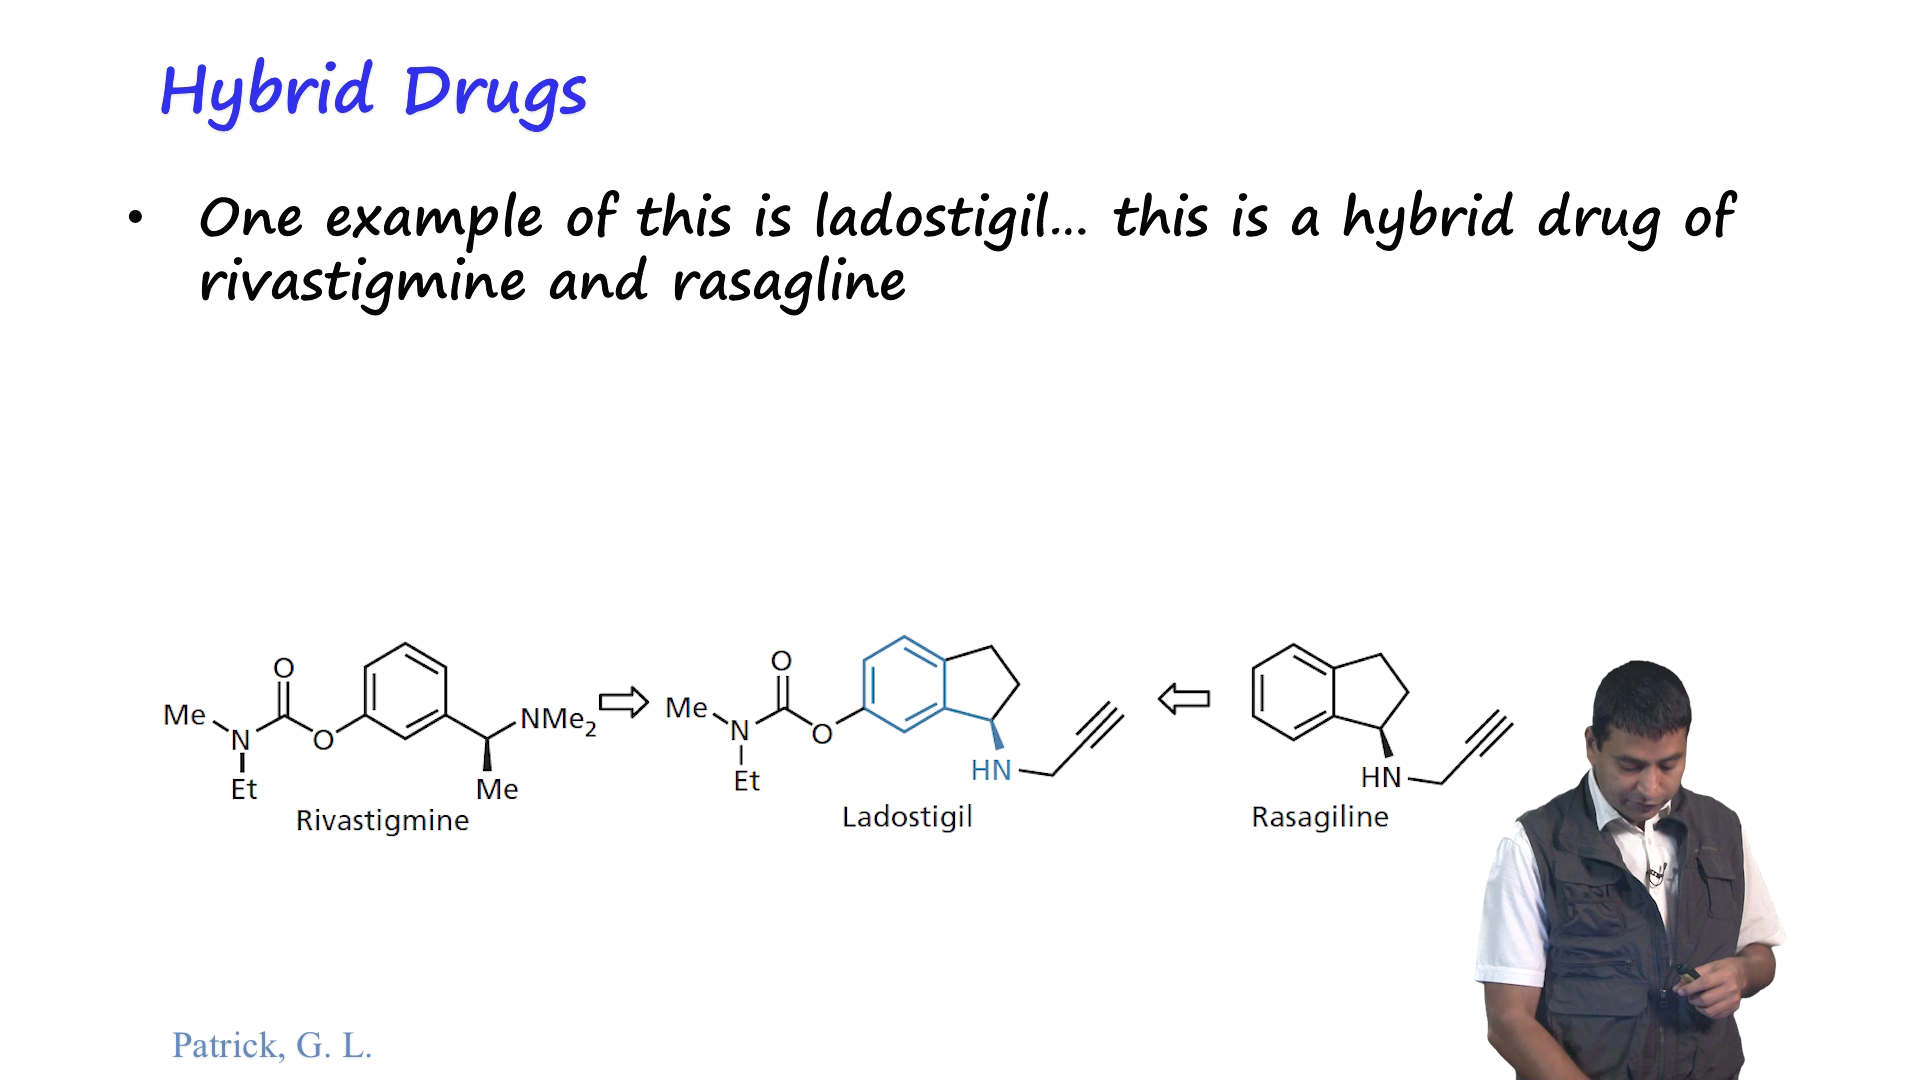 Hybrid Drugs
• One example of this is ladostigil... this is a hybrid drug of
rivastigmine and rasagline
O
Me
N
O
Et
NMe2
Me
Rivastigmine
O
Me
N
O
Et
HN
Ladostigil
HN
Rasagiline
Patrick, G. L.